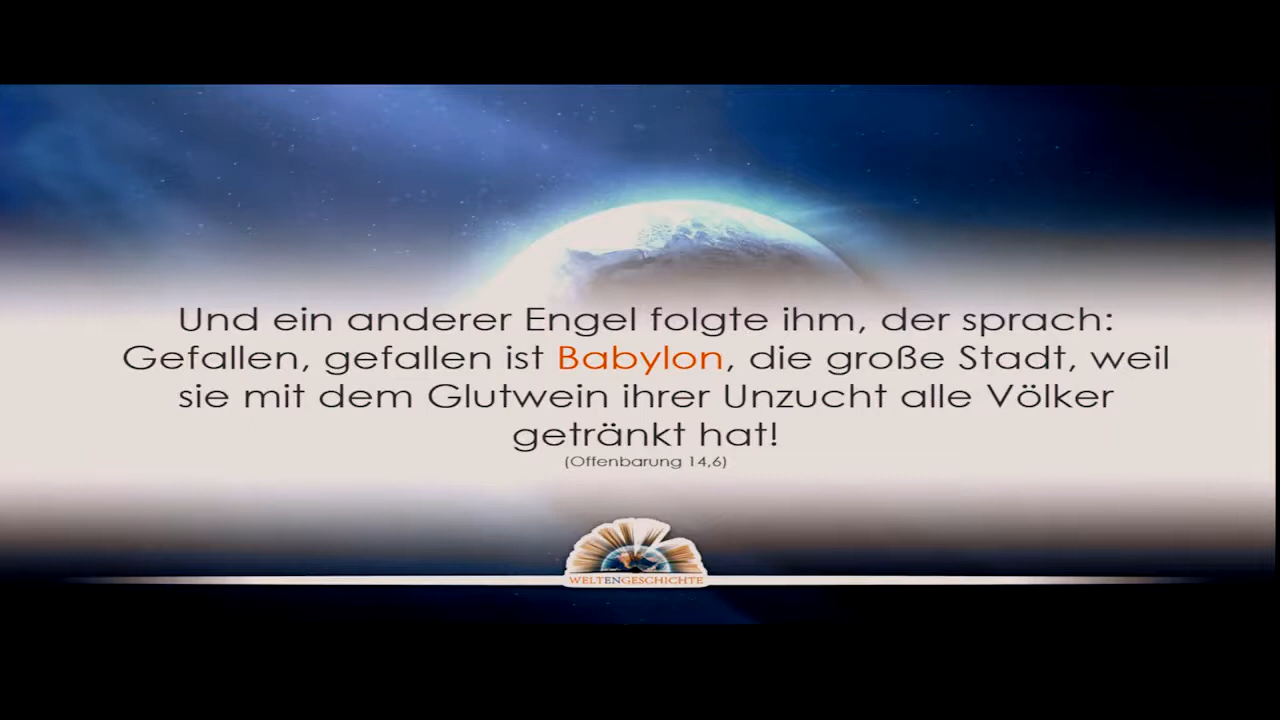 Und ein anderer Engel folgte ihm, der sprach:
Gefallen, gefallen ist Babylon, die große Stadt, weil
sie mit dem Glutwein ihrer Unzucht alle Völker
getränkt hat!
(Offenbarung 14,6)
WELTENGESCHICHTE